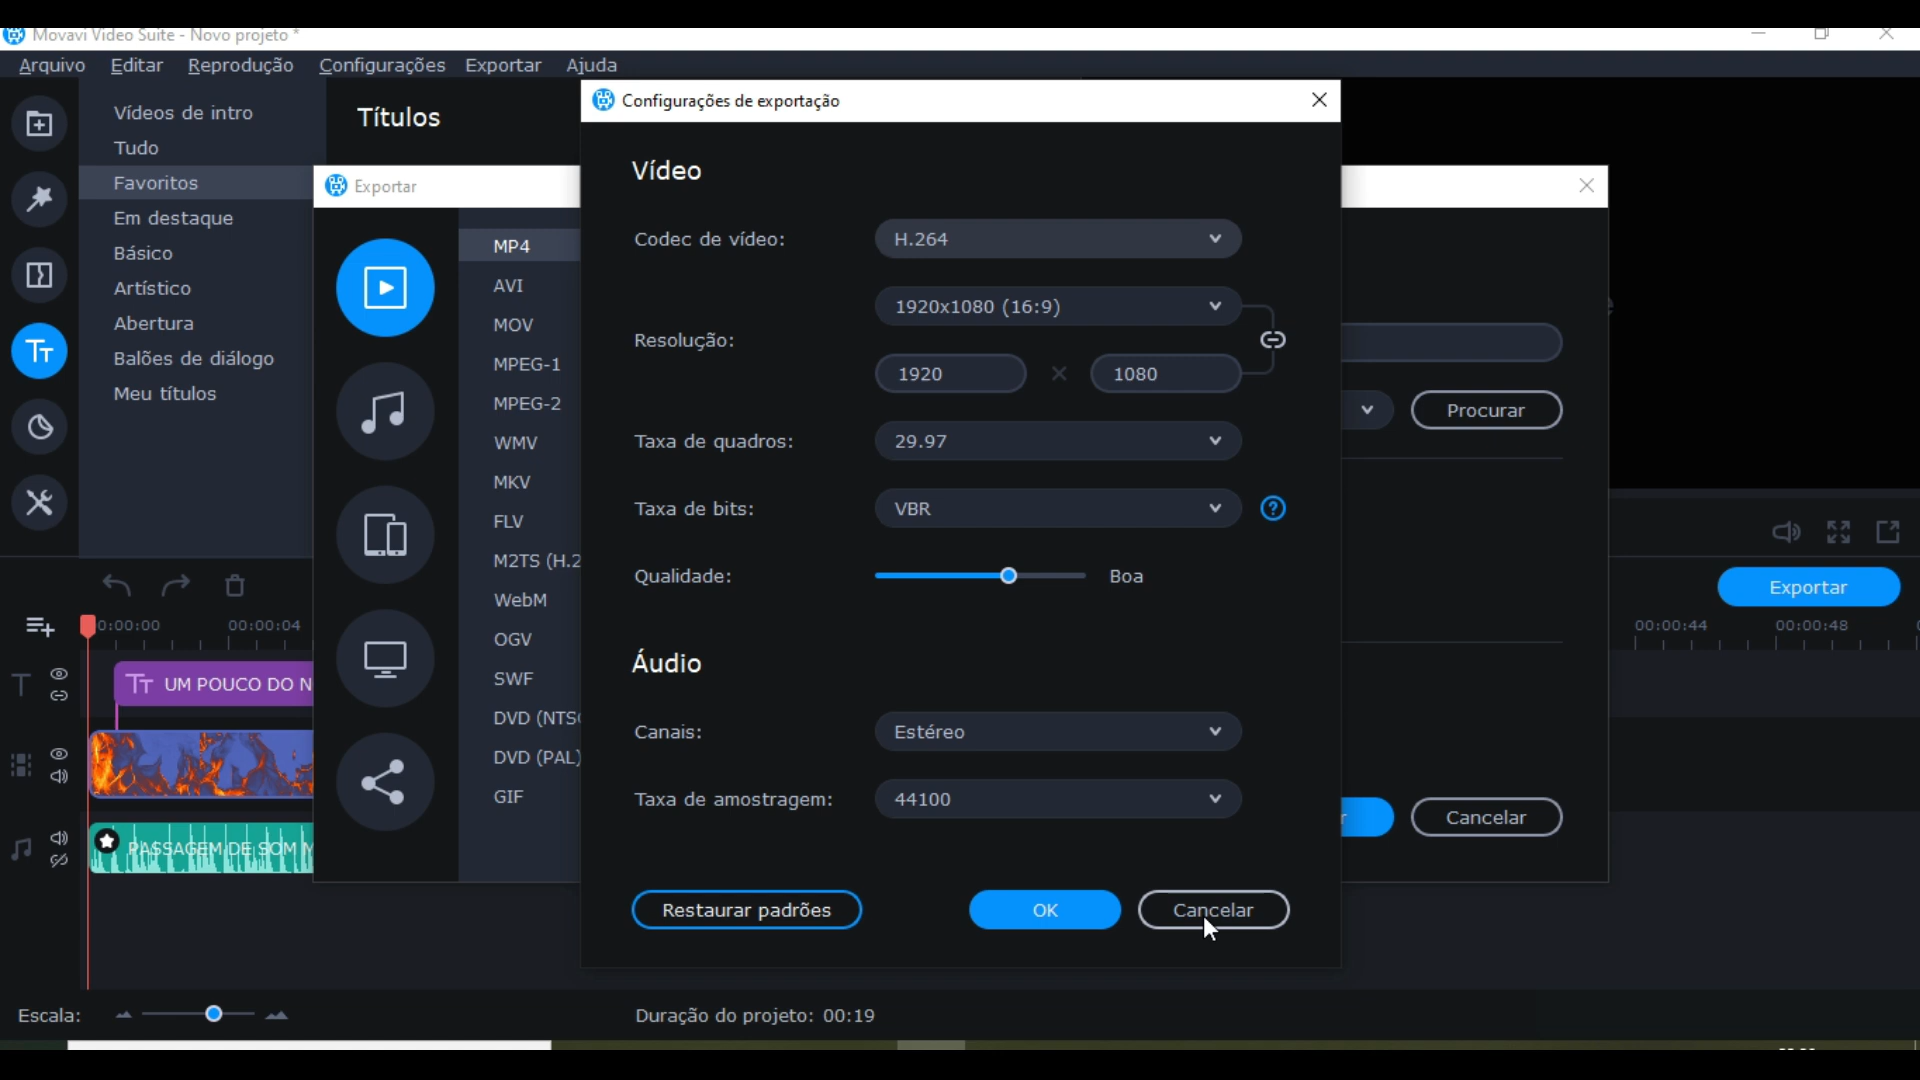 Movavi Video Suite - Novo projeto *
Arquivo Editar Reprodução Configurações Exportar Ajuda
Vídeos de intro
Tudo
Favoritos
Em destaque
Básico
Artístico
Abertura
Balões de diálogo
Meu títulos
Títulos
Exportar
MP4
AVI
MOV
MPEG-1
MPEG-2
WMV
MKV
FLV
M2TS (H.2
WebM
OGV
SWF
DVD (NTS
DVD (PAL)
GIF
Configurações de exportação
Vídeo
Codec de vídeo: H.264
1920x1080 (16:9)
Resolução:
1920 × 1080
Taxa de quadros: 29.97
Taxa de bits: VBR ?
Qualidade: Boa
Áudio
Canais: Estéreo
Taxa de amostragem: 44100
Restaurar padrões OK Cancelar
Procurar
r Cancelar
Exportar
0:00:00 00:00:04 00:00:44 00:00:48
T TT UM POUCO DO N
PASSAGEM DE SOM M
Escala: Duração do projeto: 00:19